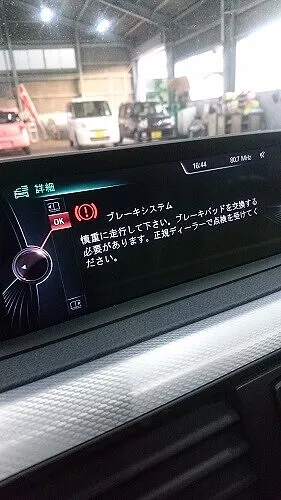 16:44 80.7 MHz
詳細
OK
ブレーキシステム
慎重に走行して下さい。ブレーキパッドを交換する
必要があります。正規ディーラーで点検を受けてく
ださい。